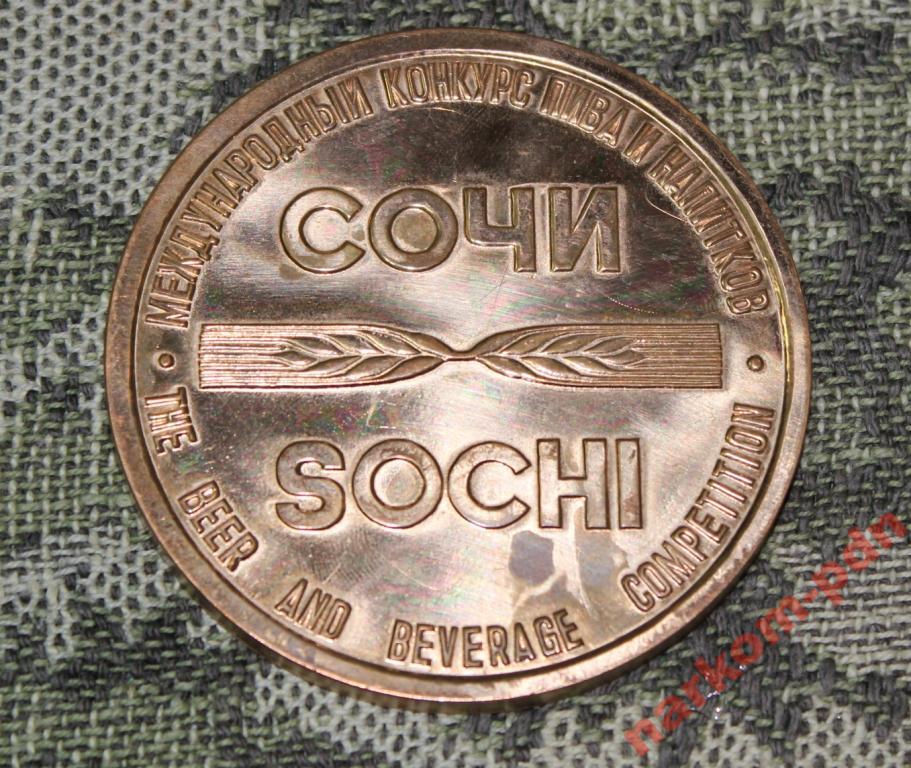 МЕЖДУНАРОДНЫЙ КОНКУРС ПИВА И НАПИТКОВ
СОЧИ
SOCHI
THE BEER AND BEVERAGE COMPETITION
narkom-pdn